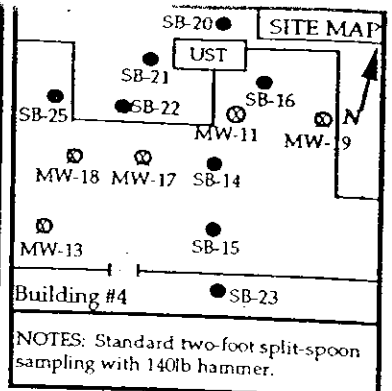 SB-20
SITE MAP
UST
SB-21
SB-16
SB-25
SB-22
MW-11
N
MW-19
MW-18
MW-17
SB-14
MW-13
SB-15
Building #4
SB-23
NOTES: Standard two-foot split-spoon
sampling with 140lb hammer.